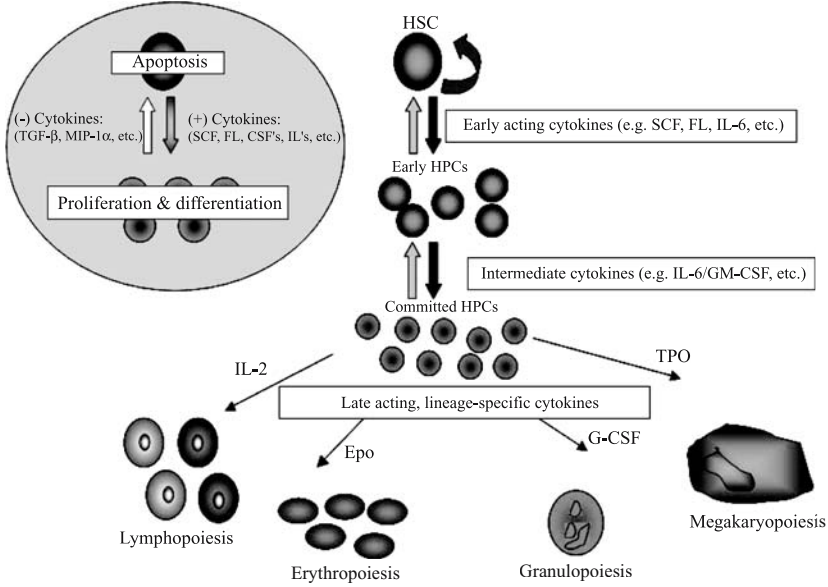 HSC
Apoptosis
(-) Cytokines:
(TGF-β, MIP-1α, etc.)
(+) Cytokines:
(SCF, FL, CSF's, IL's, etc.)
Proliferation & differentiation
Early acting cytokines (e.g. SCF, FL, IL-6, etc.)
Early HPCs
Intermediate cytokines (e.g. IL-6/GM-CSF, etc.)
Committed HPCs
IL-2
TPO
Late acting, lineage-specific cytokines
Epo
G-CSF
Lymphopoiesis
Erythropoiesis
Granulopoiesis
Megakaryopoiesis